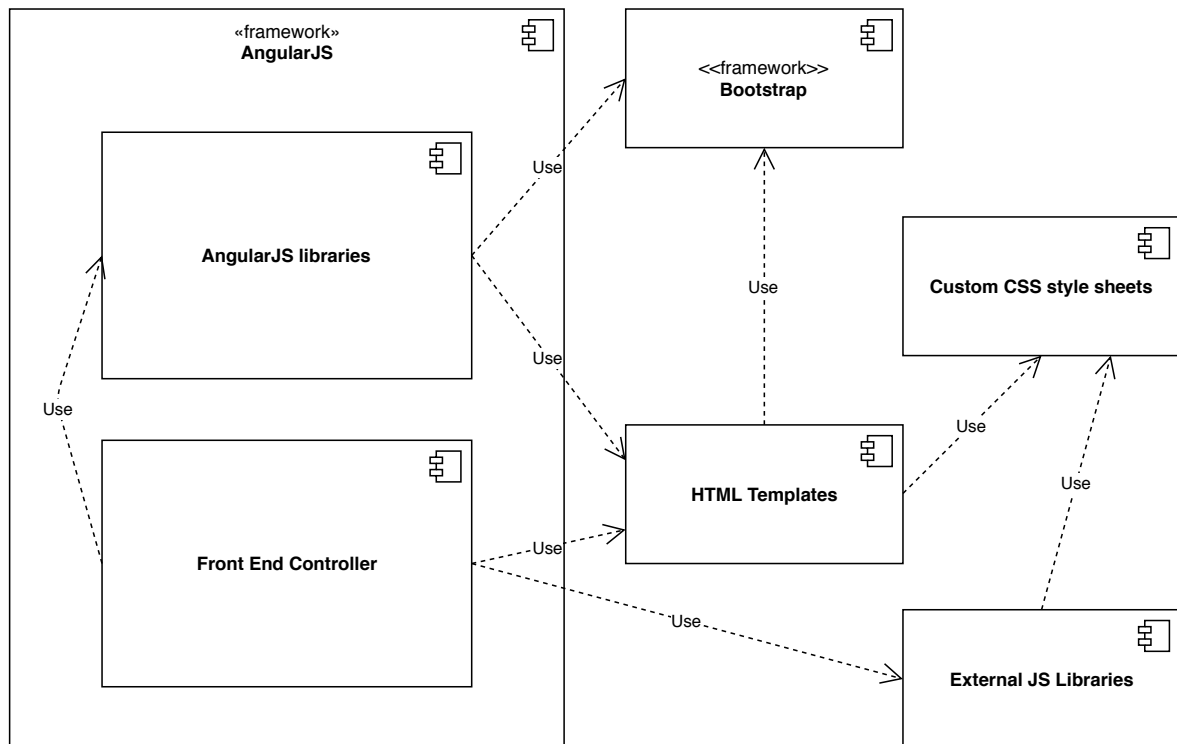 «framework»
AngularJS
<<framework>>
Bootstrap
Use
AngularJS libraries
Use
Custom CSS style sheets
Use
Use
Use
Use
HTML Templates
Use
Use
Front End Controller
Use
External JS Libraries